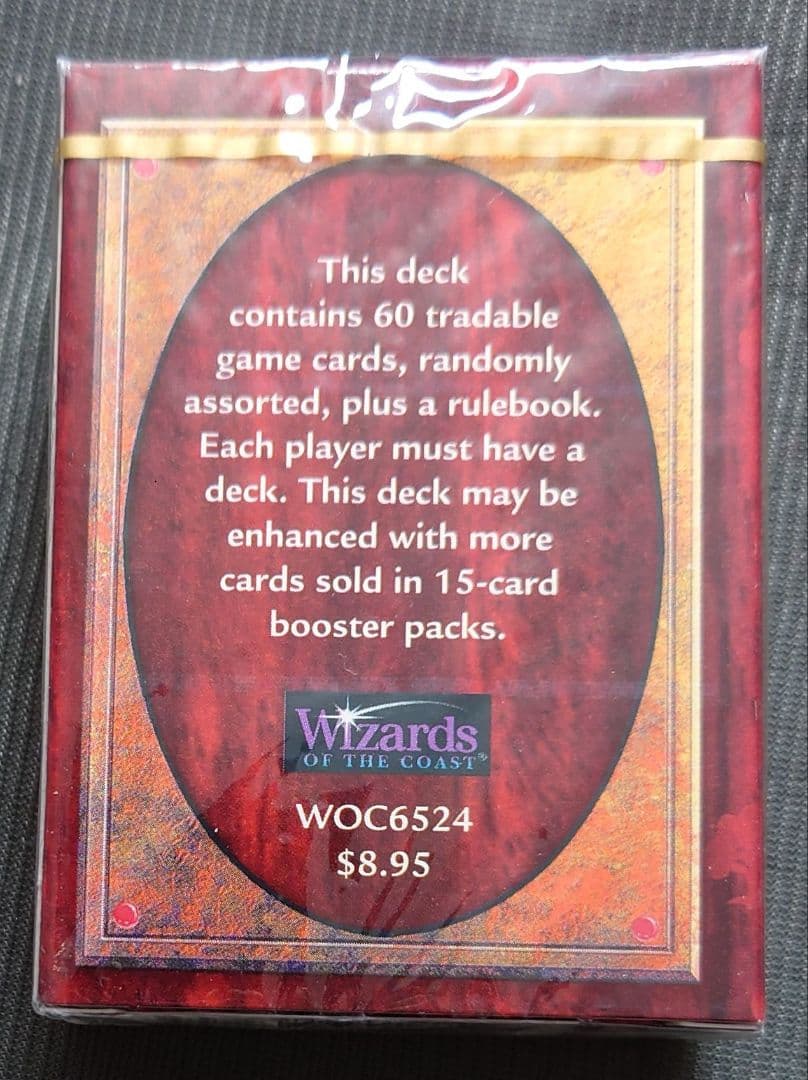 This deck
contains 60 tradable
game cards, randomly
assorted, plus a rulebook.
Each player must have a
deck. This deck may be
enhanced with more
cards sold in 15-card
booster packs.
Wizards
OF THE COAST®
WOC6524
$8.95